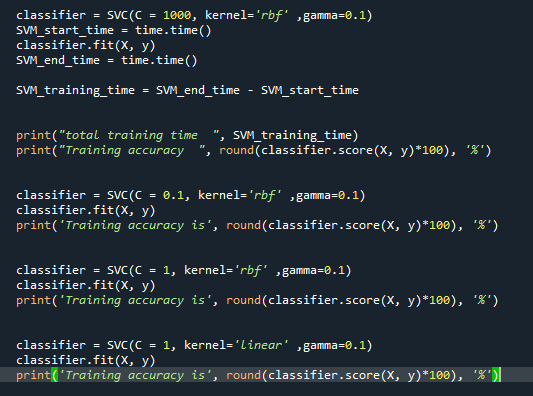 classifier = SVC(C = 1000, kernel='rbf' ,gamma=0.1)
SVM_start_time = time.time()
classifier.fit(X, y)
SVM_end_time = time.time()
SVM_training_time = SVM_end_time - SVM_start_time
print("total training time  ", SVM_training_time)
print("Training accuracy  ", round(classifier.score(X, y)*100), '%')
classifier = SVC(C = 0.1, kernel='rbf' ,gamma=0.1)
classifier.fit(X, y)
print('Training accuracy is', round(classifier.score(X, y)*100), '%')
classifier = SVC(C = 1, kernel='rbf' ,gamma=0.1)
classifier.fit(X, y)
print('Training accuracy is', round(classifier.score(X, y)*100), '%')
classifier = SVC(C = 1, kernel='linear' ,gamma=0.1)
classifier.fit(X, y)
print('Training accuracy is', round(classifier.score(X, y)*100), '%')